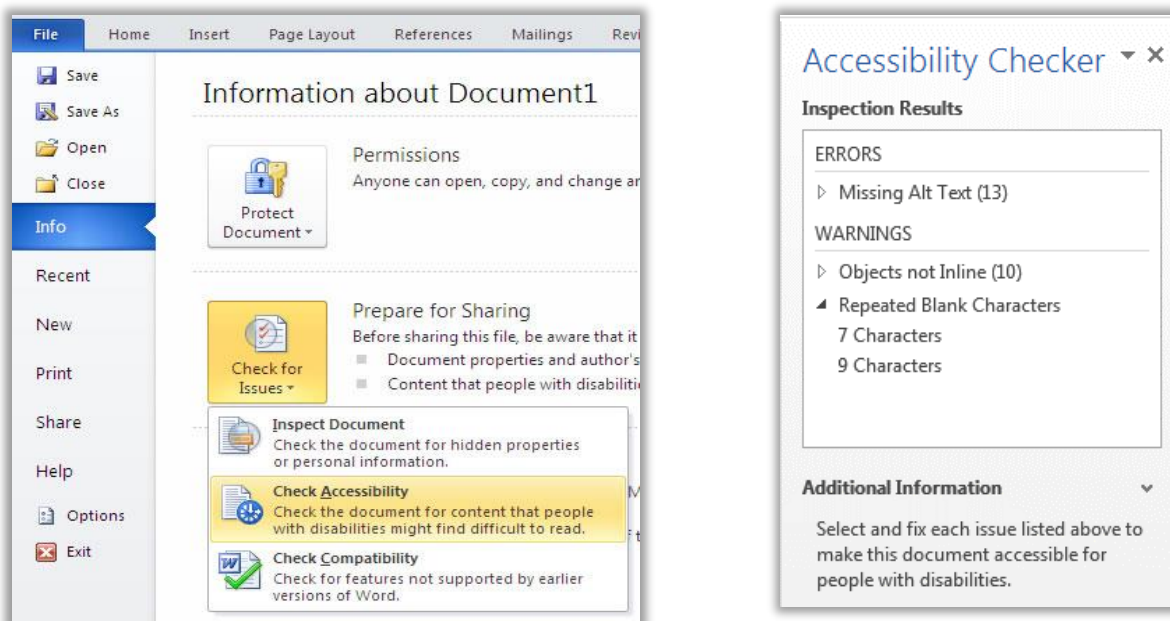 File Home Insert Page Layout References Mailings
Save
Save As
Open
Close
Info
Recent
New
Print
Share
Help
Options
Exit
Information about Document1
Protect
Document
Permissions
Anyone can open, copy, and change
Check for
Issues
Prepare for Sharing
Before sharing this file, be aware that it
Document properties and author's
Content that people with
Inspect Document
Check the document for hidden properties
or personal information.
Check Accessibility
Check the document for content that people
with disabilities might find difficult to read.
Check Compatibility
Check for features not supported by earlier
versions of Word.
Accessibility Checker
Inspection Results
ERRORS
Missing Alt Text (13)
WARNINGS
Objects not Inline (10)
Repeated Blank Characters
7 Characters
9 Characters
Additional Information
Select and fix each issue listed above to
make this document accessible for
people with disabilities.